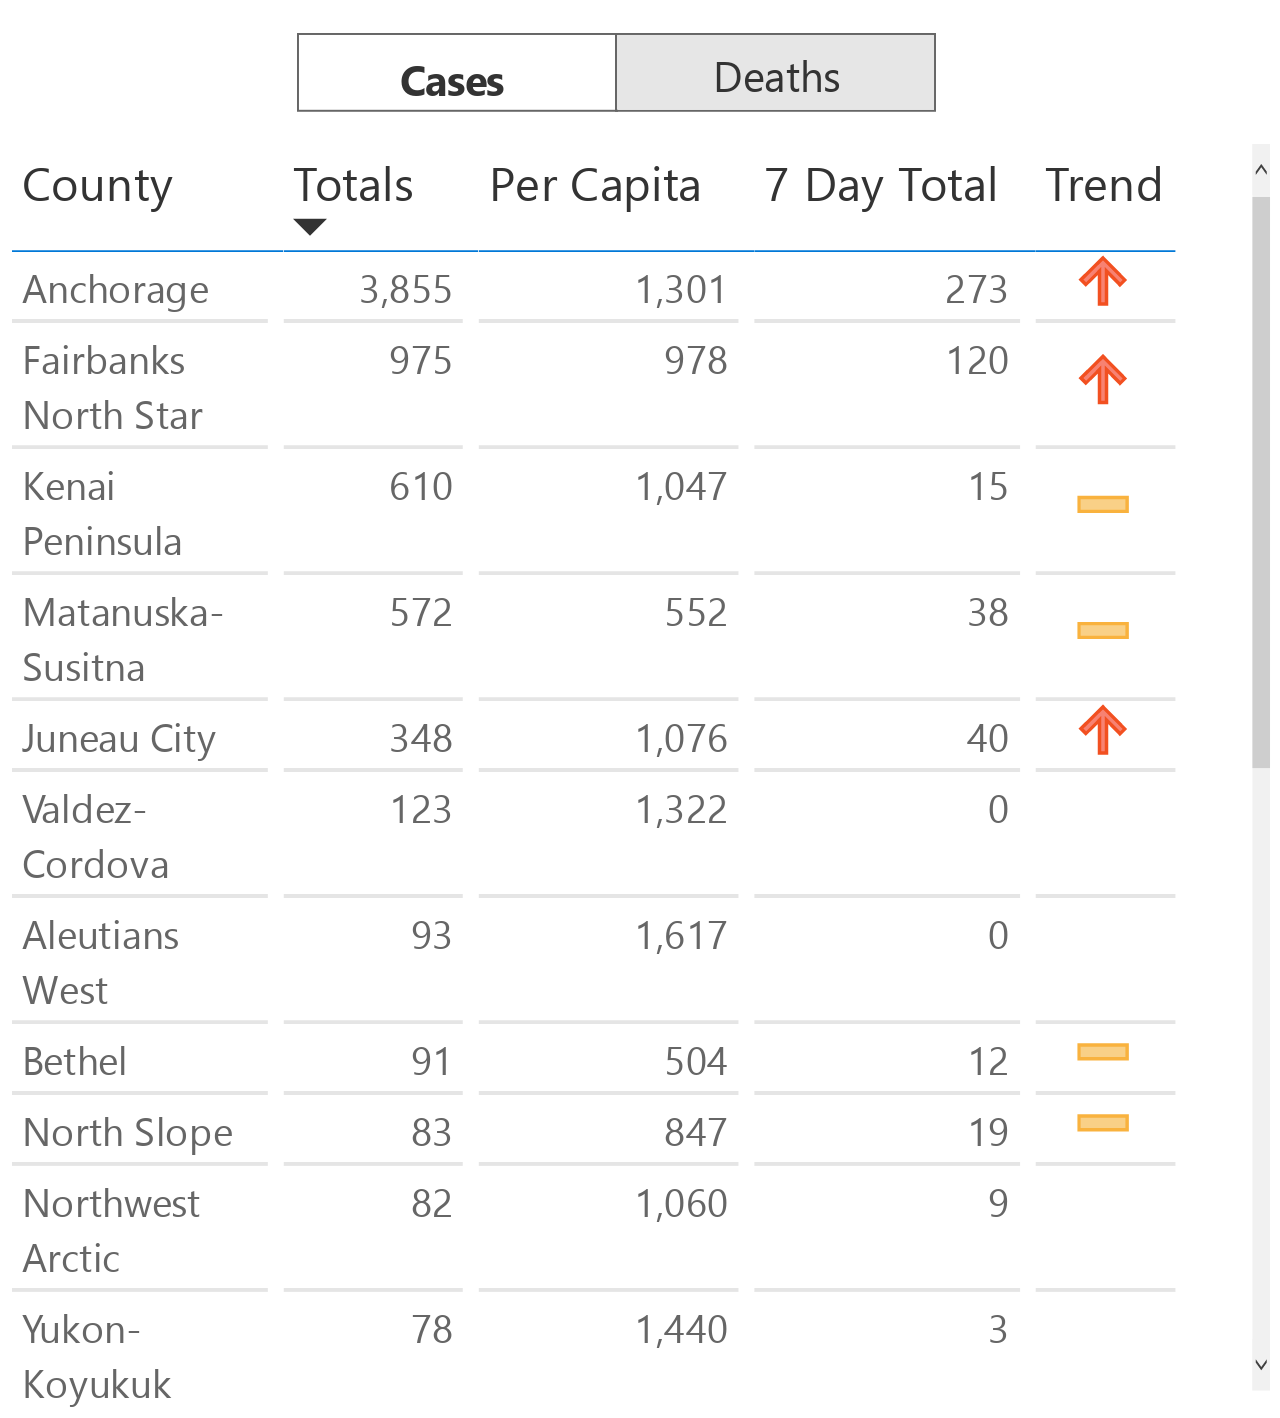 Cases Deaths
County Totals Per Capita 7 Day Total Trend
Anchorage 3,855 1,301 273
Fairbanks 975 978 120
North Star
Kenai 610 1,047 15
Peninsula
Matanuska- 572 552 38
Susitna
Juneau City 348 1,076 40
Valdez- 123 1,322 0
Cordova
Aleutians 93 1,617 0
West
Bethel 91 504 12
North Slope 83 847 19
Northwest 82 1,060 9
Arctic
Yukon- 78 1,440 3
Koyukuk